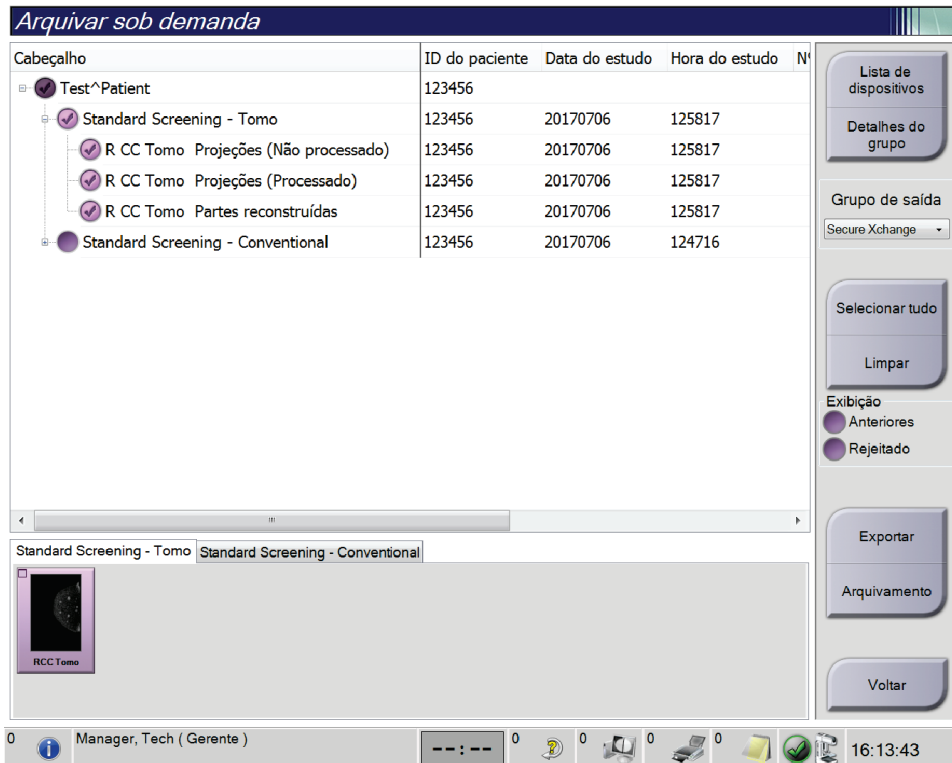 Arquivar sob demanda
Cabeçalho ID do paciente Data do estudo Hora do estudo Nº
Test^Patient 123456
Standard Screening - Tomo 123456 20170706 125817
R CC Tomo Projeções (Não processado) 123456 20170706 125817
R CC Tomo Projeções (Processado) 123456 20170706 125817
R CC Tomo Partes reconstruídas 123456 20170706 125817
Standard Screening - Conventional 123456 20170706 124716
Lista de
dispositivos
Detalhes do
grupo
Grupo de saída
Secure Xchange
Selecionar tudo
Limpar
Exibição
Anteriores
Rejeitado
Exportar
Arquivamento
Voltar
Standard Screening - Tomo Standard Screening - Conventional
RCC Tomo
0 Manager, Tech ( Gerente ) --:-- 0 0 0 0 16:13:43